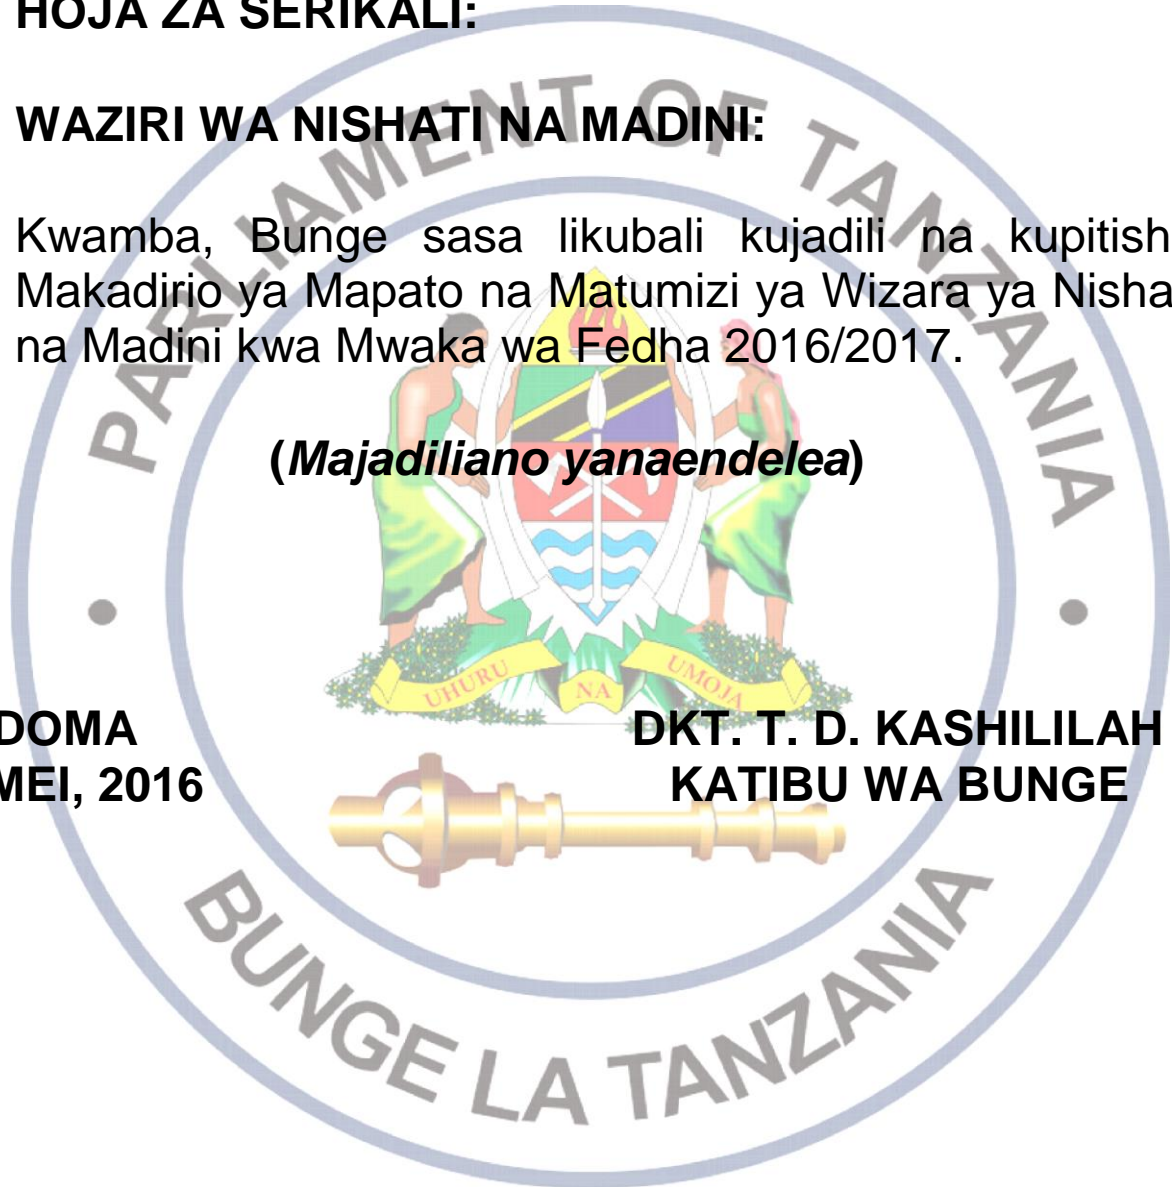 HOJA ZA SERIKALI:
WAZIRI WA NISHATI NA MADINI:
Kwamba, Bunge sasa likubali kujadili na kupitish
Makadirio ya Mapato na Matumizi ya Wizara ya Nisha
na Madini kwa Mwaka wa Fedha 2016/2017.
(Majadiliano yanaendelea)
DOMA
MEI, 2016
DKT. T. D. KASHILILAH
KATIBU WA BUNGE
PARLIAMENT OF TANZANIA
UHURU NA UMOJA
BUNGE LA TANZANIA